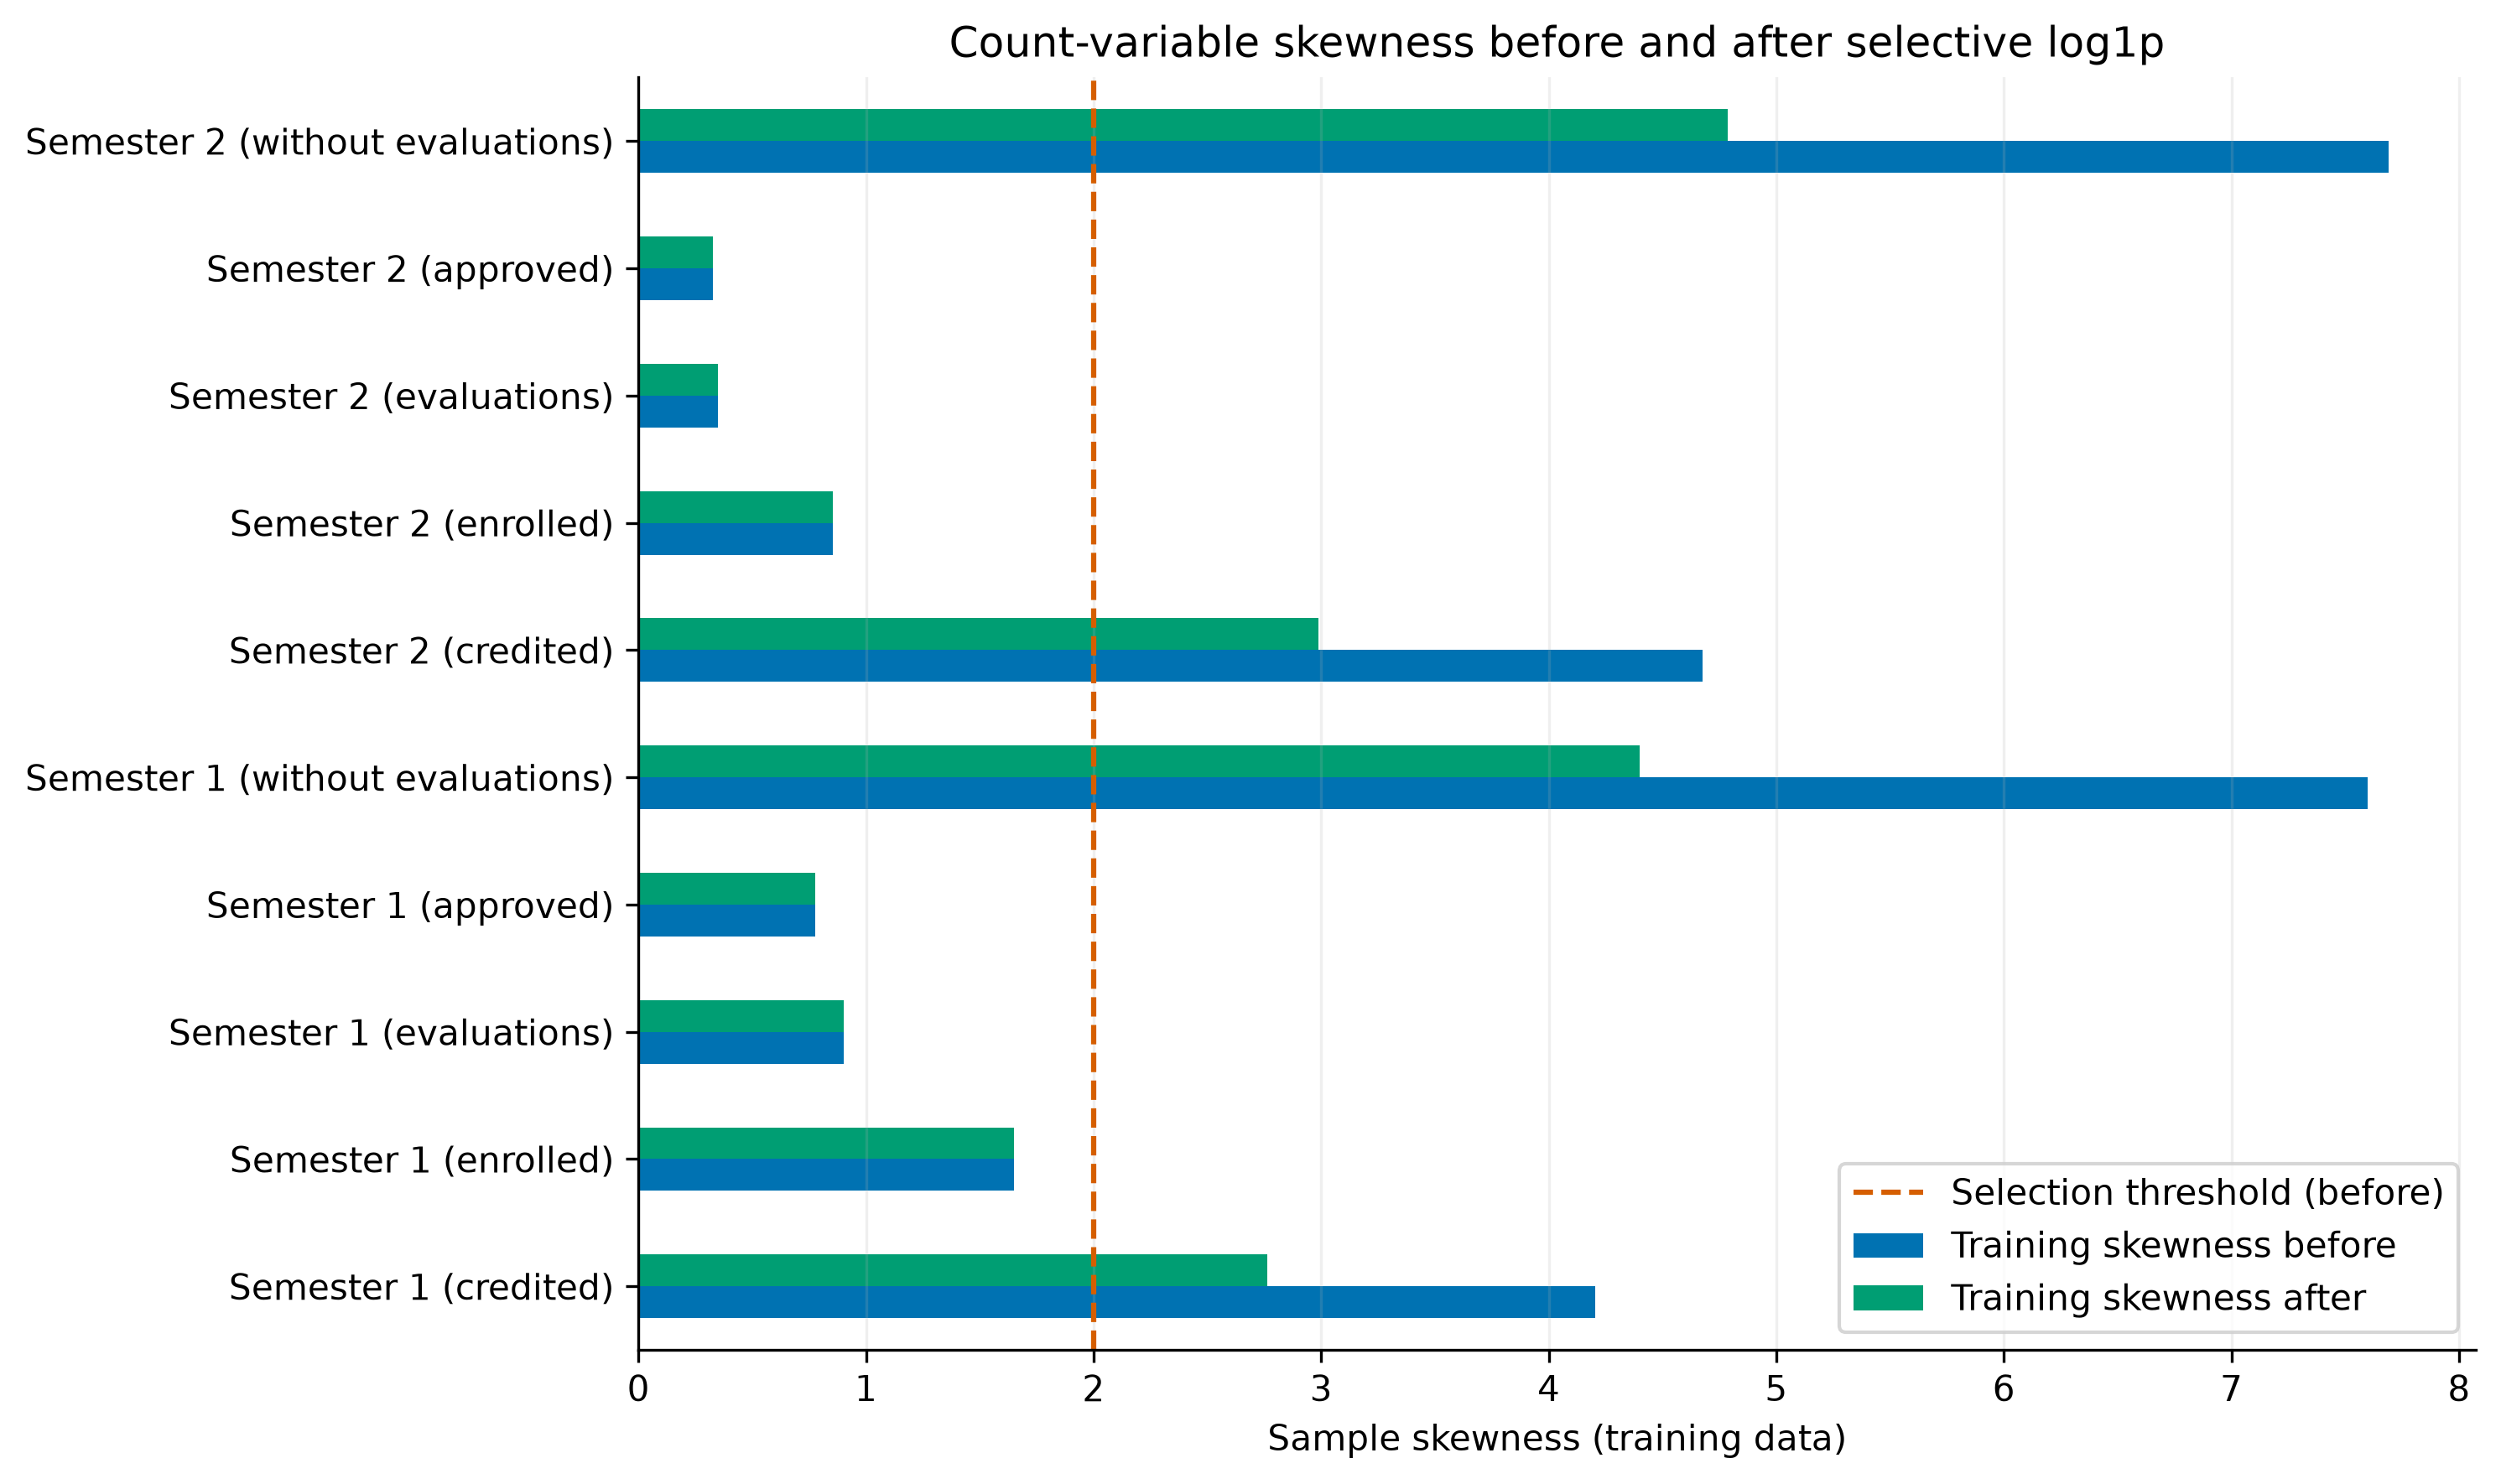 Count-variable skewness before and after selective log1p
Semester 2 (without evaluations)
Semester 2 (approved)
Semester 2 (evaluations)
Semester 2 (enrolled)
Semester 2 (credited)
Semester 1 (without evaluations)
Semester 1 (approved)
Semester 1 (evaluations)
Semester 1 (enrolled)
Semester 1 (credited)
Selection threshold (before)
Training skewness before
Training skewness after
0 1 2 3 4 5 6 7 8
Sample skewness (training data)